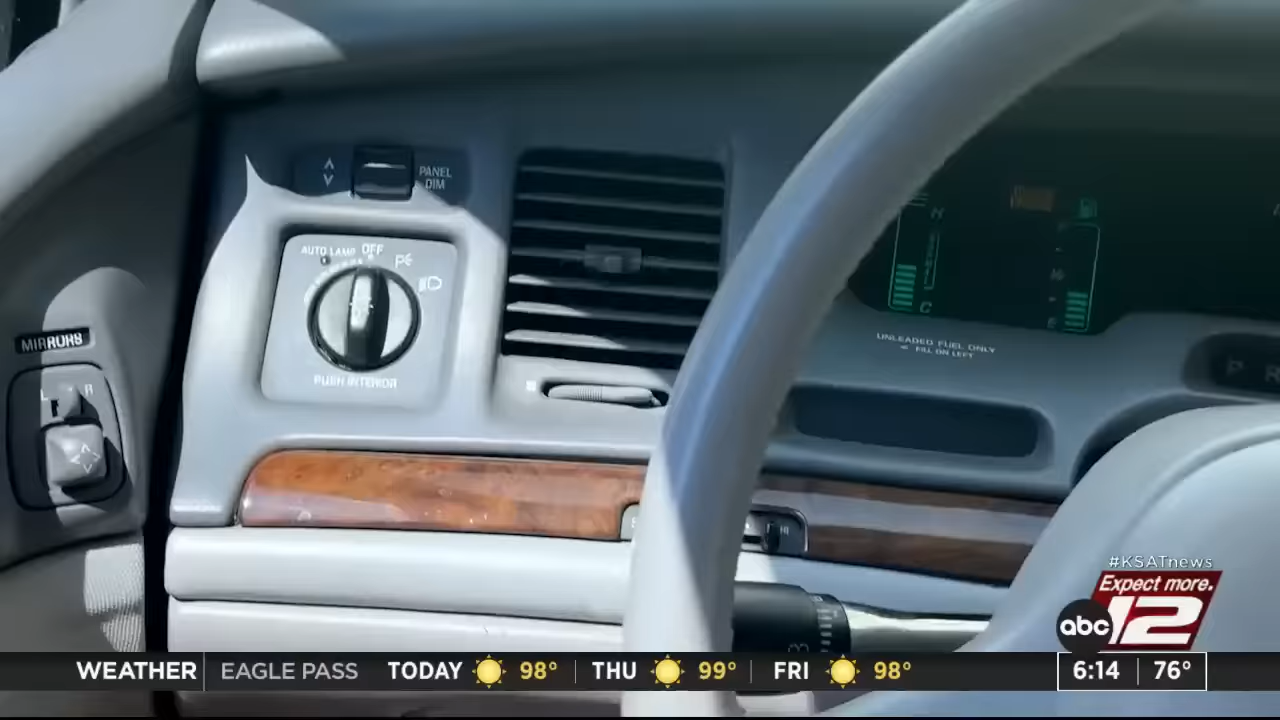 PANEL
DIM
AUTO LAMP OFF
PUSH INTERIOR
MIRRORS
L R
N
C
UNLEADED FUEL ONLY
FILL ON LEFT
P R
HI
#KSATnews
Expect more.
abc 12
WEATHER EAGLE PASS TODAY 98° THU 99° FRI 98° 6:14 76°